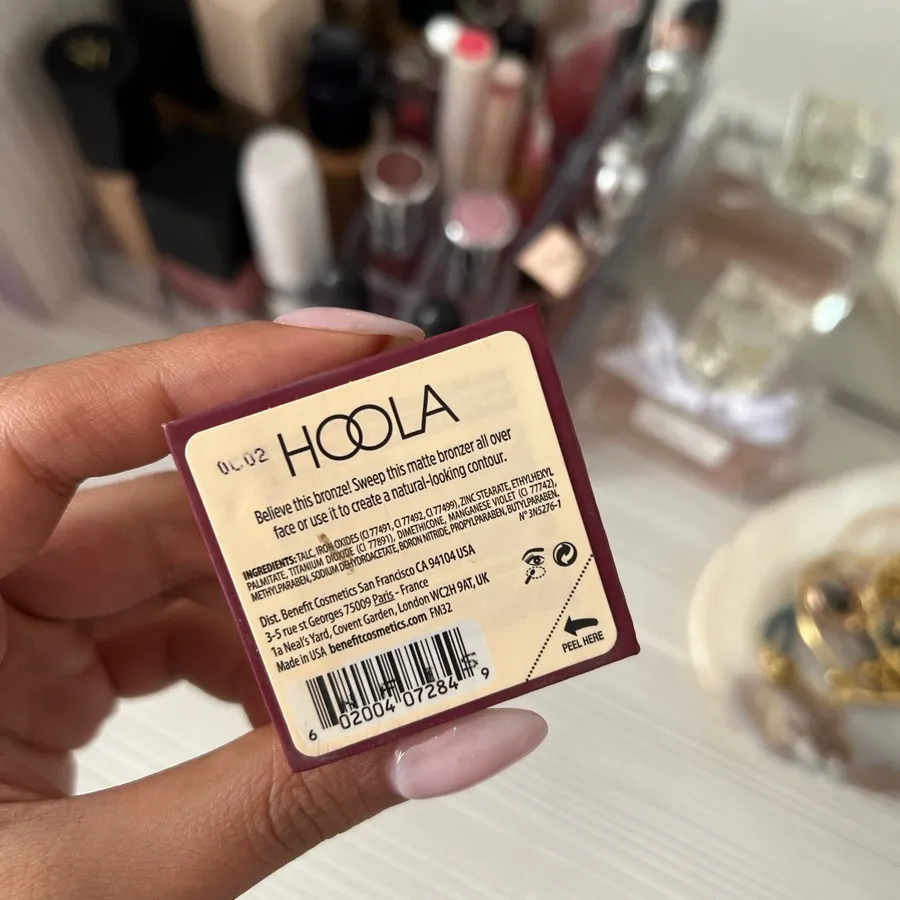 HOOLA
Believe this bronze! Sweep this matte bronzer all over
face or use it to create a natural-looking contour.
INGREDIENTS: TALC, IRON OXIDES (CI 77491, CI 77492, CI 77499), ZINC STEARATE, ETHYLHEXYL
PALMITATE, TITANIUM DIOXIDE (CI 77891), DIMETHICONE, MANGANESE VIOLET (CI 77742),
METHYLPARABEN, SODIUM DEHYDROACETATE, BORON NITRIDE, PROPYLPARABEN, BUTYLPARABEN.
N° 3N5276-1
Dist. Benefit Cosmetics San Francisco CA 94104 USA
3-5 rue st Georges 75009 Paris - France
1a Neal's Yard, Covent Garden, London WC2H 9AT, UK
Made in USA benefitcosmetics.com FM32
PEEL HERE
6 02004 07284 9